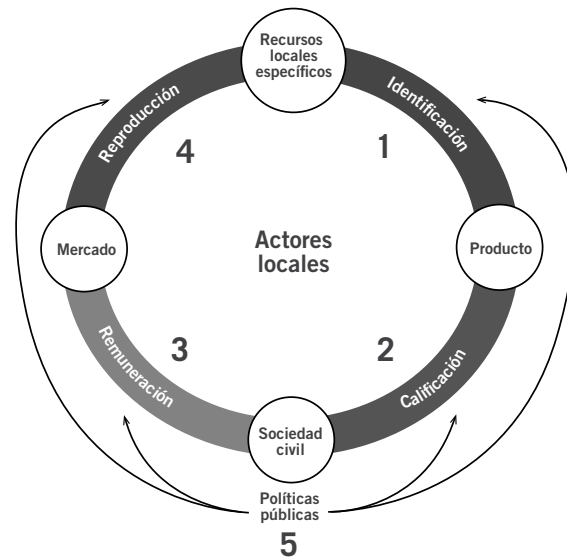 Recursos
locales
específicos
Identificación
1
Producto
2
Calificación
Sociedad
civil
3
Remuneración
Mercado
4
Reproducción
Actores
locales
Políticas
públicas
5